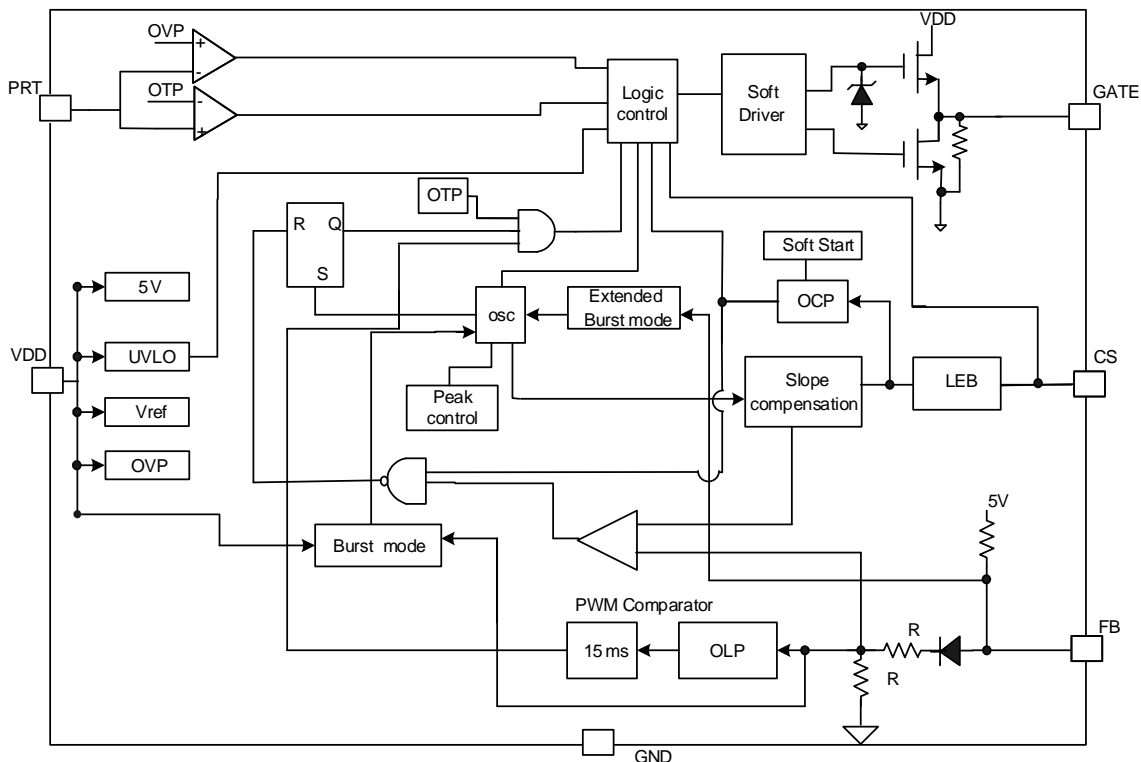 VDD
OVP
+
-
PRT
OTP
-
+
Logic
control
Soft
Driver
GATE
OTP
R
Q
S
Soft Start
5V
Extended
Burst mode
OCP
osc
VDD
UVLO
CS
Peak
control
Slope
compensation
LEB
Vref
OVP
5V
Burst mode
PWM Comparator
FB
R
15 ms
OLP
R
GND